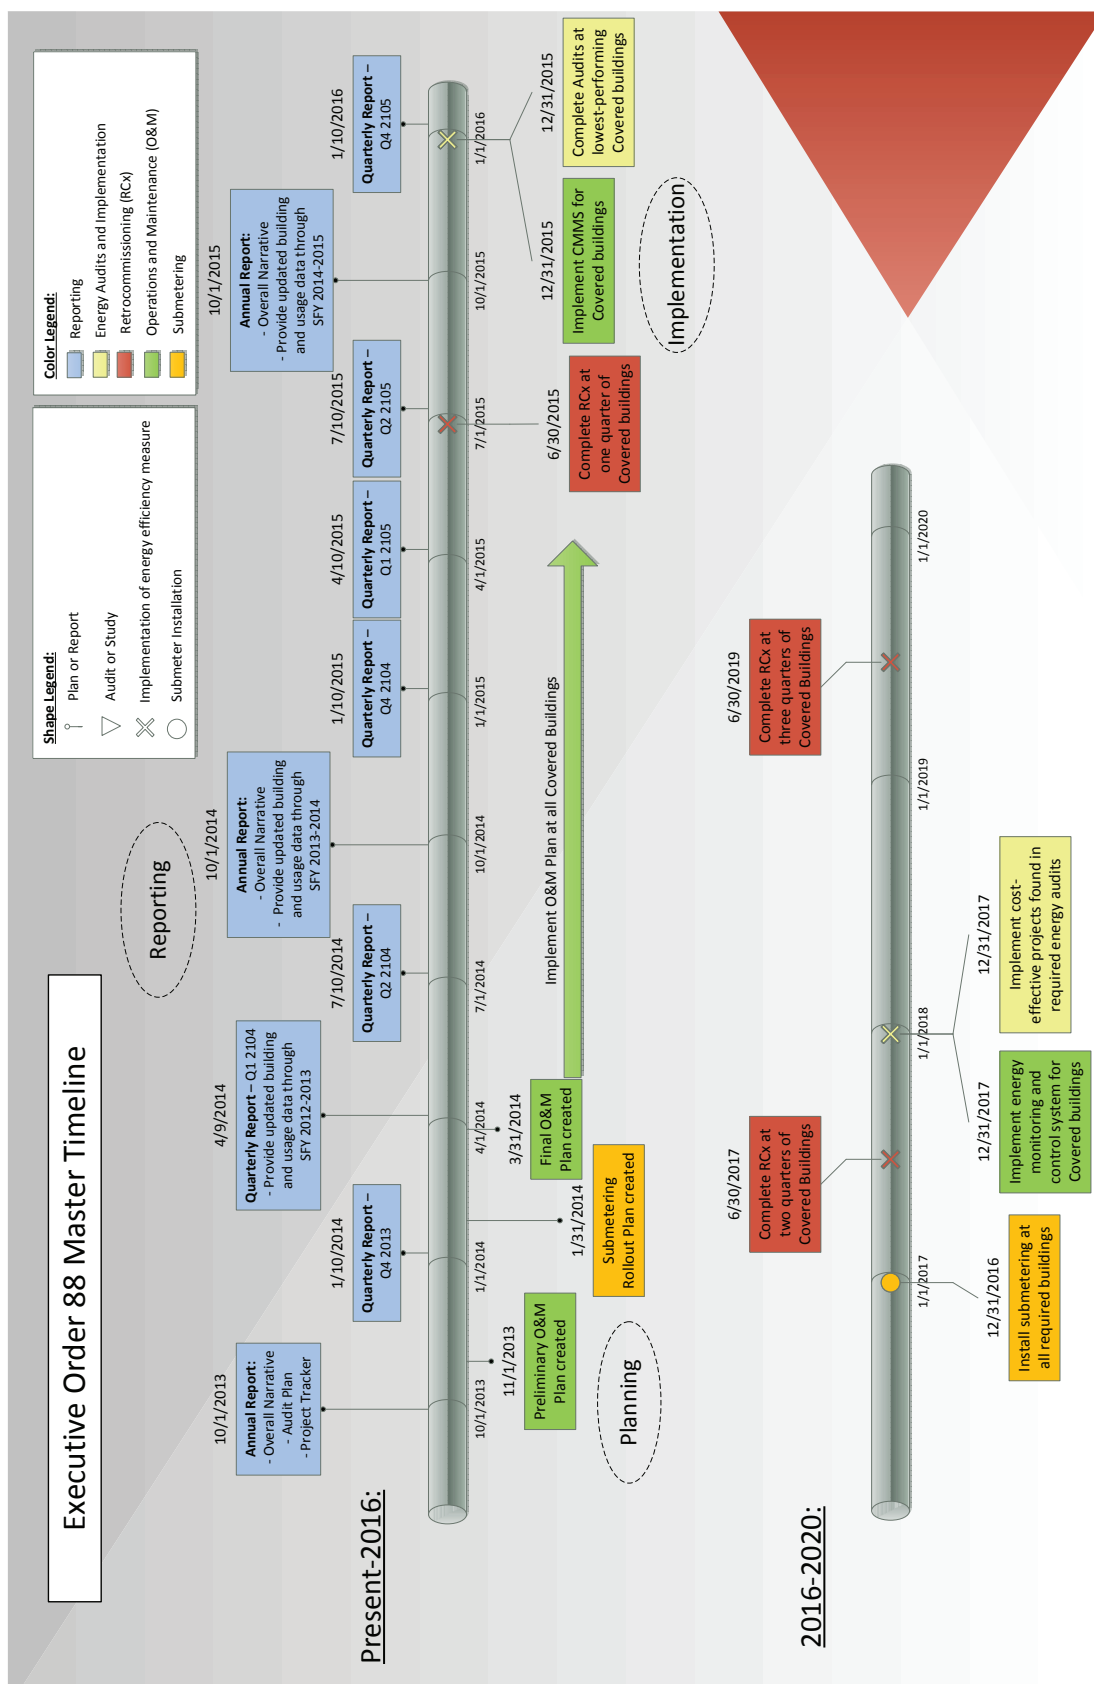 Executive Order 88 Master Timeline
Shape Legend:
Plan or Report
Audit or Study
Implementation of energy efficiency measure
Submeter Installation
Color Legend:
Reporting
Energy Audits and Implementation
Retrocommissioning (RCx)
Operations and Maintenance (O&M)
Submetering
Reporting
Present-2016:
10/1/2013
Annual Report:
- Overall Narrative
- Audit Plan
- Project Tracker
1/10/2014
Quarterly Report –
Q4 2013
4/9/2014
Quarterly Report – Q1 2104
- Provide updated building
and usage data through
SFY 2012-2013
7/10/2014
Quarterly Report –
Q2 2104
10/1/2014
Annual Report:
- Overall Narrative
- Provide updated building
and usage data through
SFY 2013-2014
1/10/2015
Quarterly Report –
Q4 2104
4/10/2015
Quarterly Report –
Q1 2105
7/10/2015
Quarterly Report –
Q2 2105
10/1/2015
Annual Report:
- Overall Narrative
- Provide updated building
and usage data through
SFY 2014-2015
1/10/2016
Quarterly Report –
Q4 2105
10/1/2013
1/1/2014
4/1/2014
7/1/2014
10/1/2014
1/1/2015
4/1/2015
7/1/2015
10/1/2015
1/1/2016
11/1/2013
Preliminary O&M
Plan created
1/31/2014
Submetering
Rollout Plan created
3/31/2014
Final O&M
Plan created
Implement O&M Plan at all Covered Buildings
6/30/2015
Complete RCx at
one quarter of
Covered buildings
12/31/2015
Implement CMMS for
Covered buildings
12/31/2015
Complete Audits at
lowest-performing
Covered buildings
Planning
Implementation
2016-2020:
6/30/2017
Complete RCx at
two quarters of
Covered Buildings
6/30/2019
Complete RCx at
three quarters of
Covered Buildings
1/1/2017
1/1/2018
1/1/2019
1/1/2020
12/31/2016
Install submetering at
all required buildings
12/31/2017
Implement energy
monitoring and
control system for
Covered buildings
12/31/2017
Implement cost-
effective projects found in
required energy audits